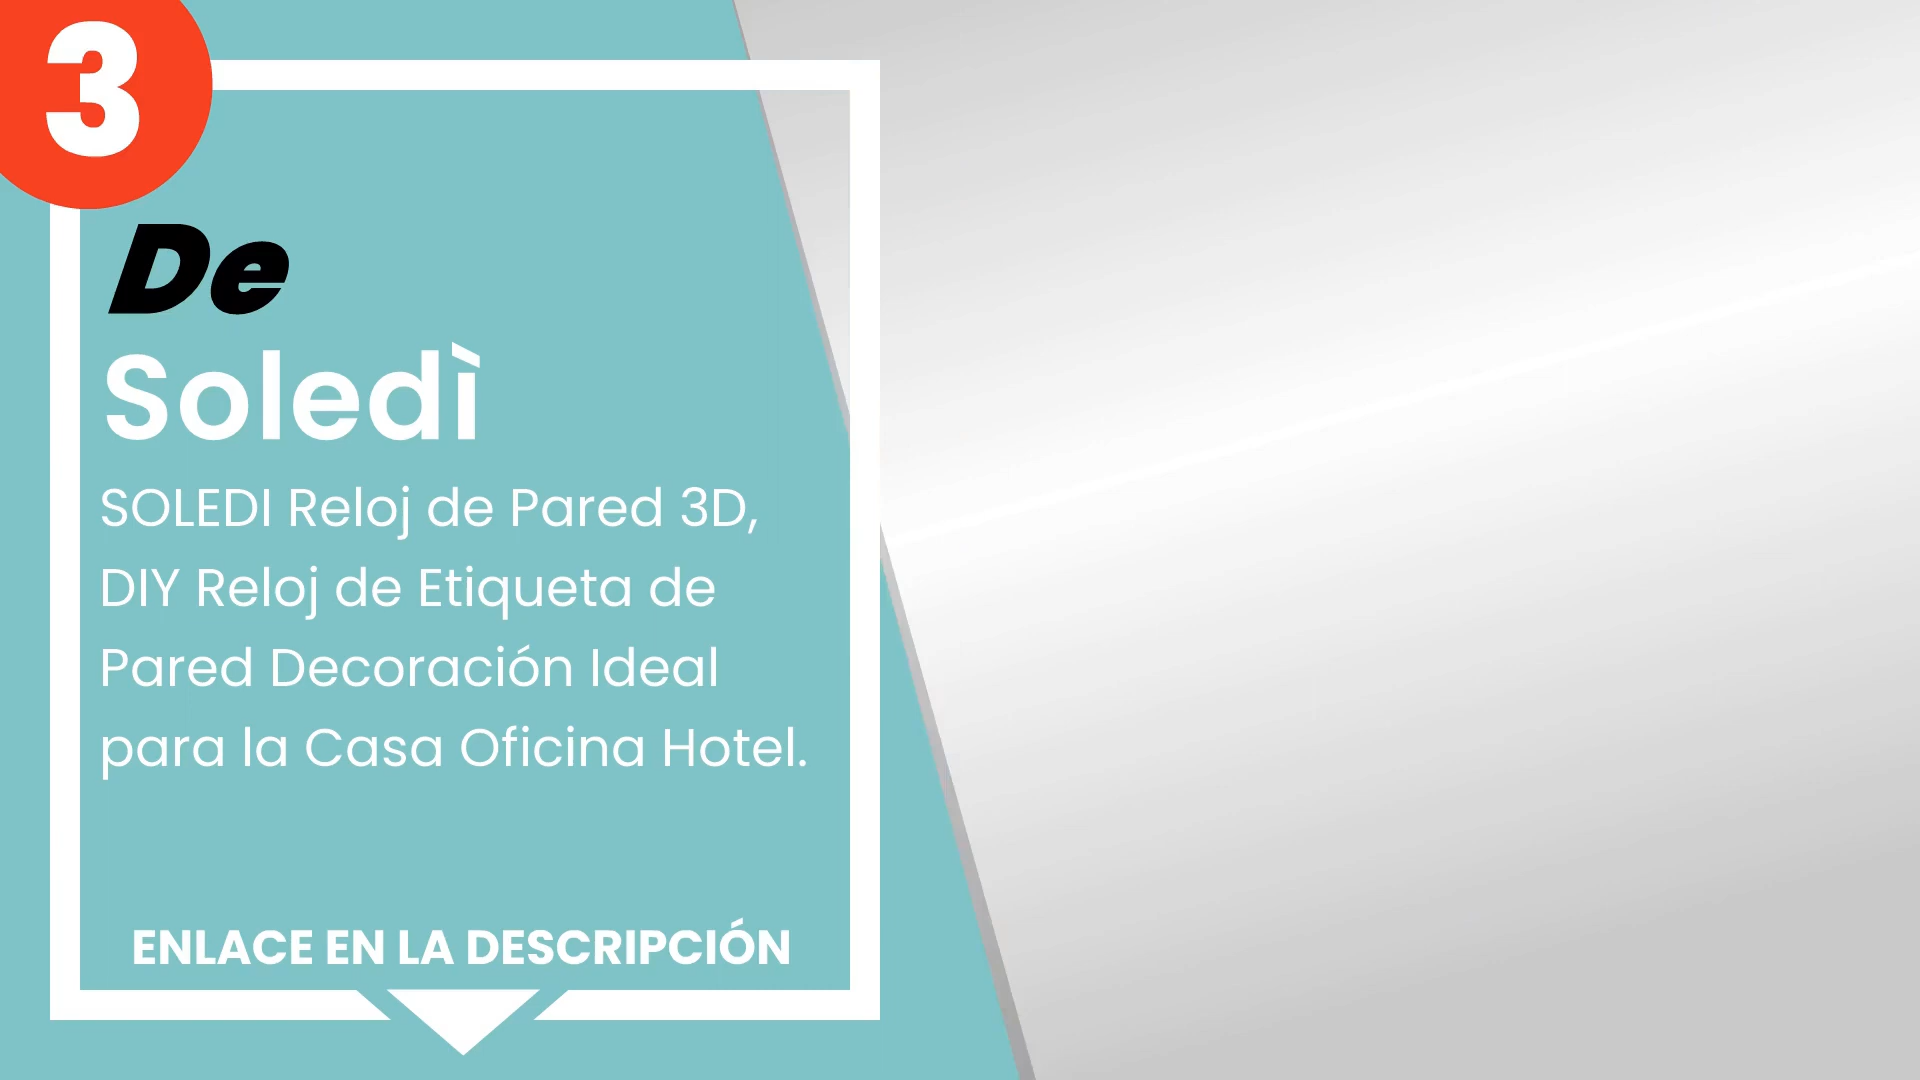 3
De
Soledì
SOLEDI Reloj de Pared 3D,
DIY Reloj de Etiqueta de
Pared Decoración Ideal
para la Casa Oficina Hotel.
ENLACE EN LA DESCRIPCIÓN